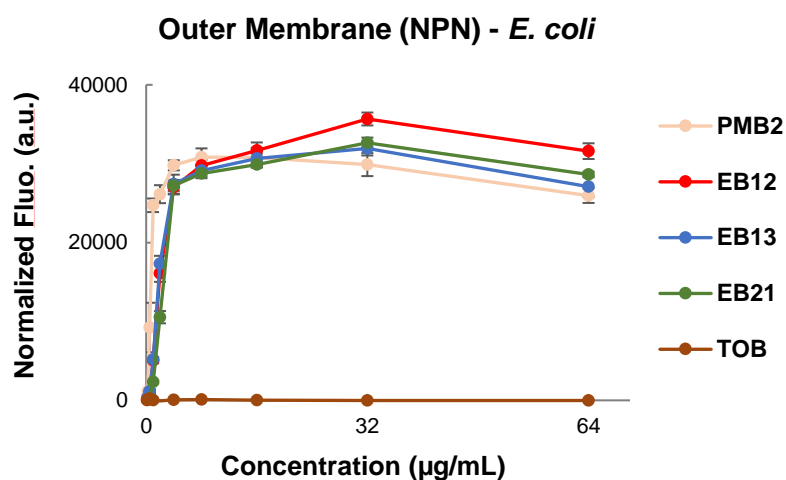 Outer Membrane (NPN) - E. coli
Normalized Fluo. (a.u.)
40000
20000
0
0
32
64
Concentration (µg/mL)
PMB2
EB12
EB13
EB21
TOB